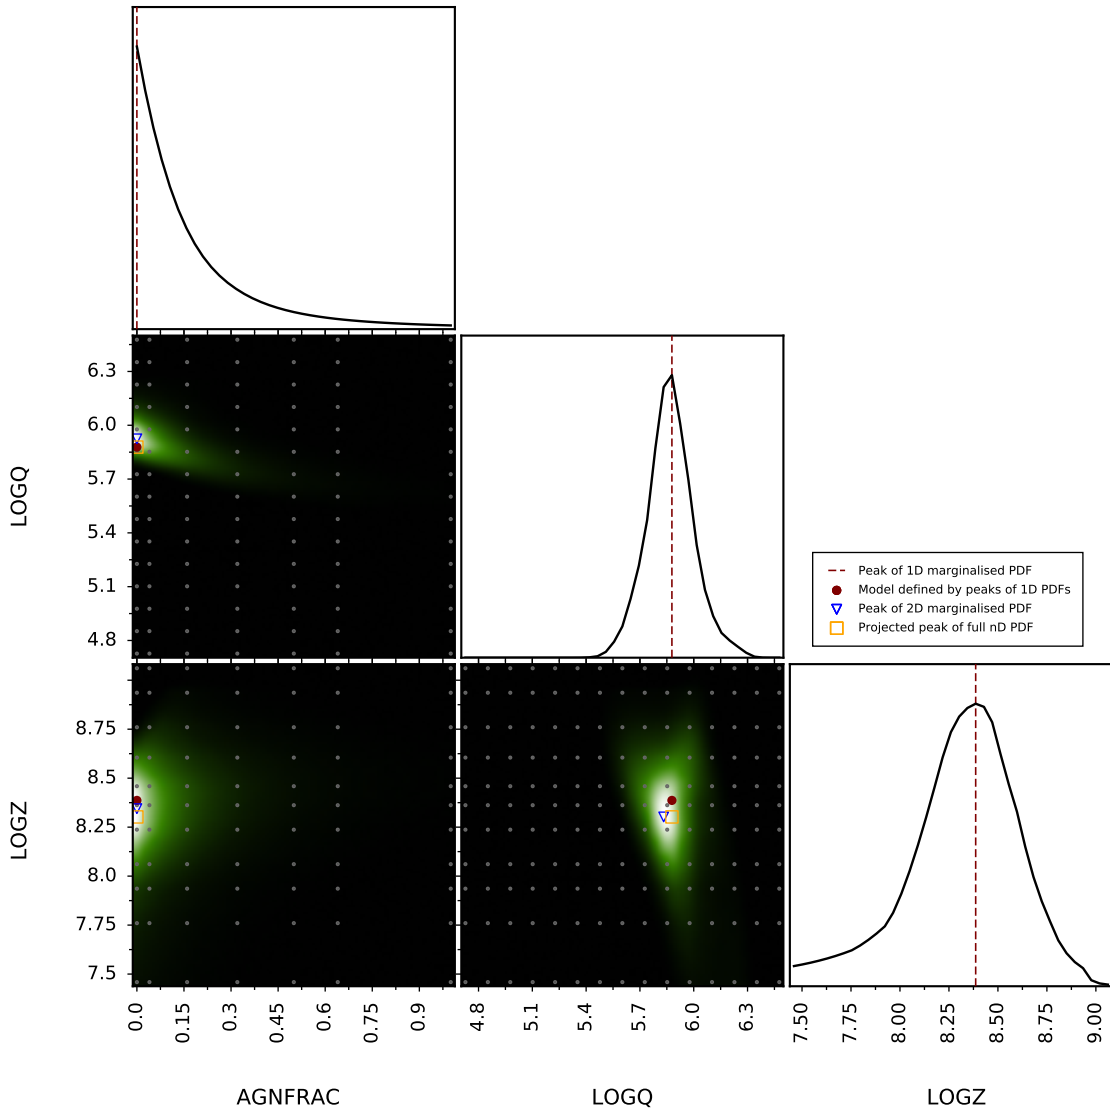 LOGQ
6.3
6.0
5.7
5.4
5.1
4.8
Peak of 1D marginalised PDF
Model defined by peaks of 1D PDFs
Peak of 2D marginalised PDF
Projected peak of full nD PDF
LOGZ
8.75
8.5
8.25
8.0
7.75
7.5
0.0 0.15 0.3 0.45 0.6 0.75 0.9
4.8 5.1 5.4 5.7 6.0 6.3
7.50 7.75 8.00 8.25 8.50 8.75 9.00
AGNFRAC
LOGQ
LOGZ